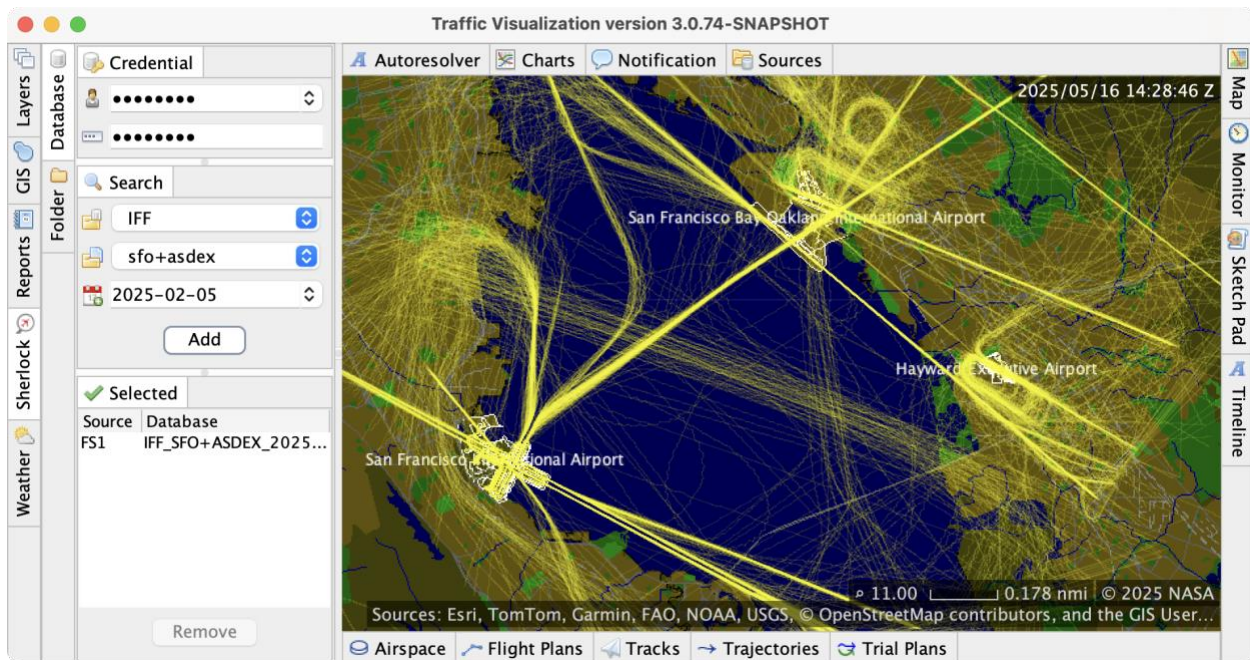 Traffic Visualization version 3.0.74-SNAPSHOT
Layers
GIS
Reports
Sherlock
Weather
Database
Folder
Credential
••••••••
••••••••
Search
IFF
sfo+asdex
2025-02-05
Add
Selected
Source Database
FS1 IFF_SFO+ASDEX_2025...
Remove
Autoresolver Charts Notification Sources
2025/05/16 14:28:46 Z
San Francisco Bay Oakland International Airport
Hayward Executive Airport
San Francisco International Airport
11.00 0.178 nmi © 2025 NASA
Sources: Esri, TomTom, Garmin, FAO, NOAA, USGS, © OpenStreetMap contributors, and the GIS User...
Airspace Flight Plans Tracks Trajectories Trial Plans
Map
Monitor
Sketch Pad
Timeline